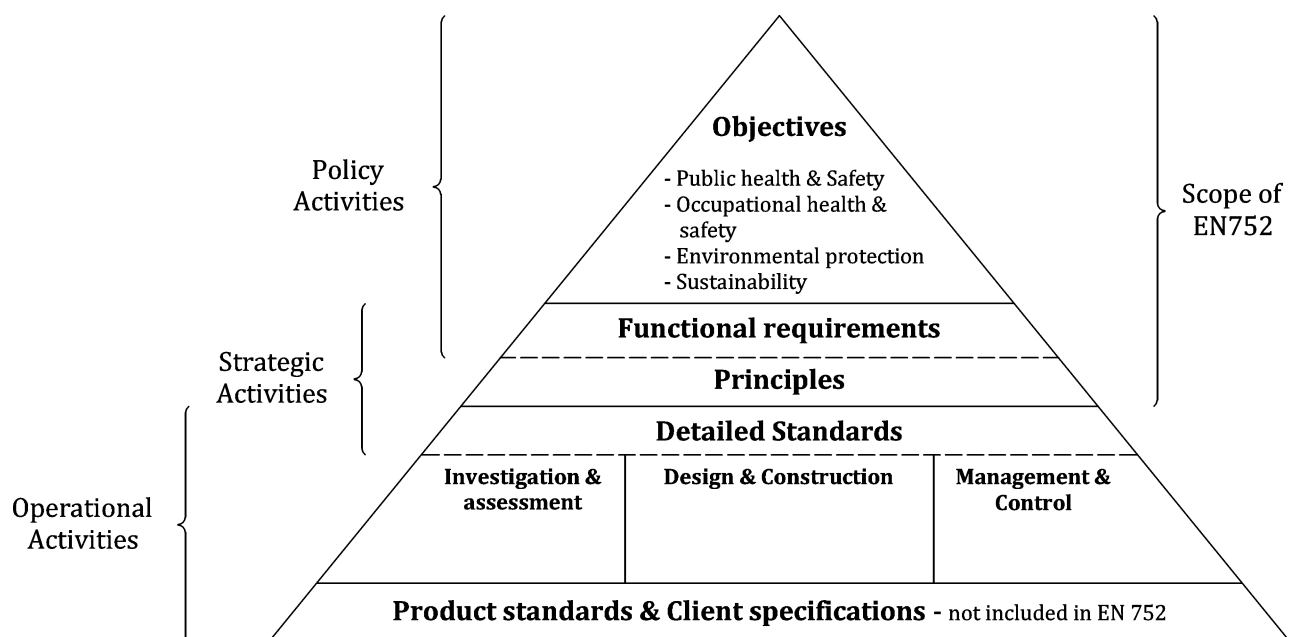 Objectives
- Public health & Safety
- Occupational health &
safety
- Environmental protection
- Sustainability
Policy
Activities
Scope of
EN752
Functional requirements
Strategic
Activities
Principles
Detailed Standards
Investigation &
assessment
Design & Construction
Management &
Control
Operational
Activities
Product standards & Client specifications - not included in EN 752